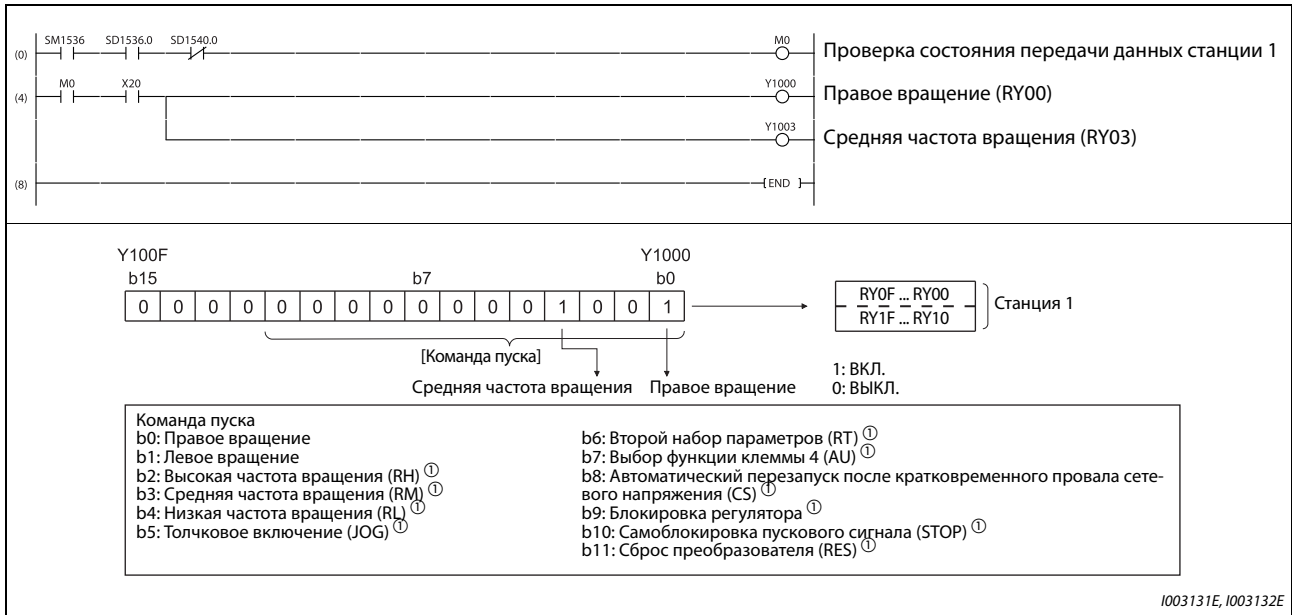 SM1536 SD1536.0 SD1540.0 M0
(0) Проверка состояния передачи данных станции 1
M0 X20 Y1000
(4) Правое вращение (RY00)
Y1003
Средняя частота вращения (RY03)
(8) END
Y100F Y1000
b15 b7 b0
0 0 0 0 0 0 0 0 0 0 0 0 1 0 0 1
RY0F ... RY00
RY1F ... RY10
Станция 1
[Команда пуска]
Средняя частота вращения Правое вращение
1: ВКЛ.
0: ВЫКЛ.
Команда пуска
b0: Правое вращение
b1: Левое вращение
b2: Высокая частота вращения (RH) ①
b3: Средняя частота вращения (RM) ①
b4: Низкая частота вращения (RL) ①
b5: Толчковое включение (JOG) ①
b6: Второй набор параметров (RT) ①
b7: Выбор функции клеммы 4 (AU) ①
b8: Автоматический перезапуск после кратковременного провала сете-
вого напряжения (CS) ①
b9: Блокировка регулятора ①
b10: Самоблокировка пускового сигнала (STOP) ①
b11: Сброс преобразователя (RES) ①
I003131E, I003132E